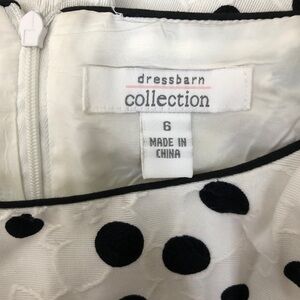 dressbarn
collection
6
MADE IN
CHINA